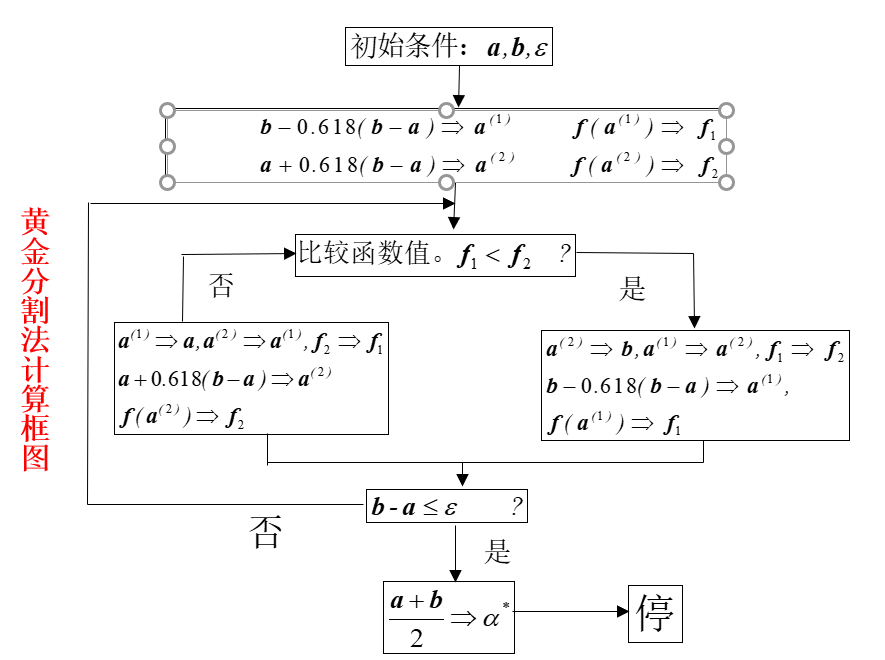 初始条件：a,b,ε
b－0.618(b－a)⇒a⁽¹⁾ f(a⁽¹⁾)⇒ f₁
a＋0.618(b－a)⇒a⁽²⁾ f(a⁽²⁾)⇒ f₂
黄金分割法计算框图
比较函数值。f₁＜f₂ ?
否
是
a⁽¹⁾⇒a,a⁽²⁾⇒a⁽¹⁾,f₂⇒f₁
a+0.618(b－a)⇒a⁽²⁾
f(a⁽²⁾)⇒f₂
a⁽²⁾⇒b,a⁽¹⁾⇒a⁽²⁾,f₁⇒ f₂
b－0.618(b－a)⇒a⁽¹⁾,
f(a⁽¹⁾)⇒ f₁
b-a≤ε ?
否
是
(a+b)/2⇒α*
停